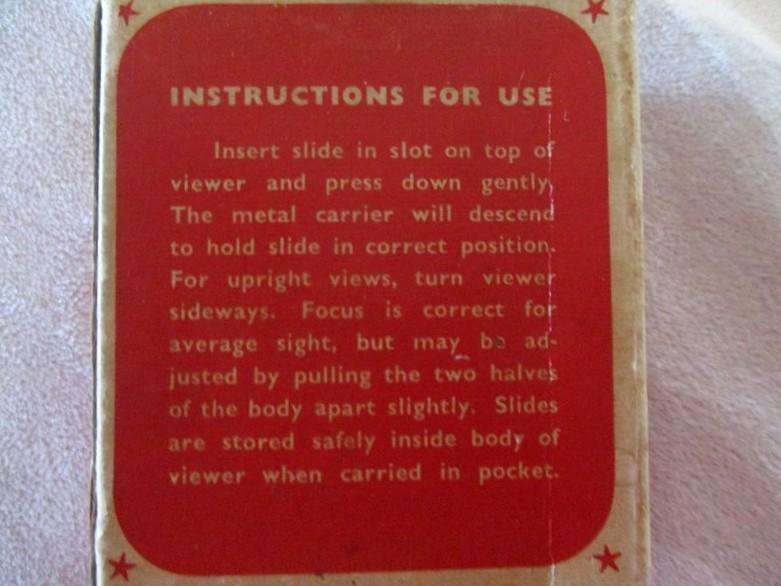 INSTRUCTIONS FOR USE
Insert slide in slot on top of
viewer and press down gently.
The metal carrier will descend
to hold slide in correct position.
For upright views, turn viewer
sideways. Focus is correct for
average sight, but may be ad-
justed by pulling the two halves
of the body apart slightly. Slides
are stored safely inside body of
viewer when carried in pocket.